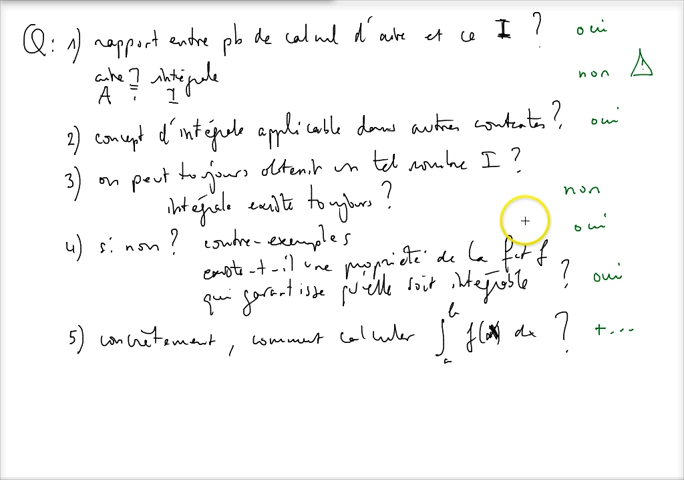 Q: 1) rapport entre pb de calcul d'aire et ce I ? oui
aire ?= intégrale non ⚠
A I
2) concept d'intégrale applicable dans autres contextes ? oui
3) on peut toujours obtenir un tel nombre I ?
intégrale existe toujours ? non
4) si non ? contre-exemples oui
existe-t-il une propriété de la fct f
qui garantisse qu'elle soit intégrable ? oui
5) concrètement, comment calculer ∫_a^b f(x) dx ? +...